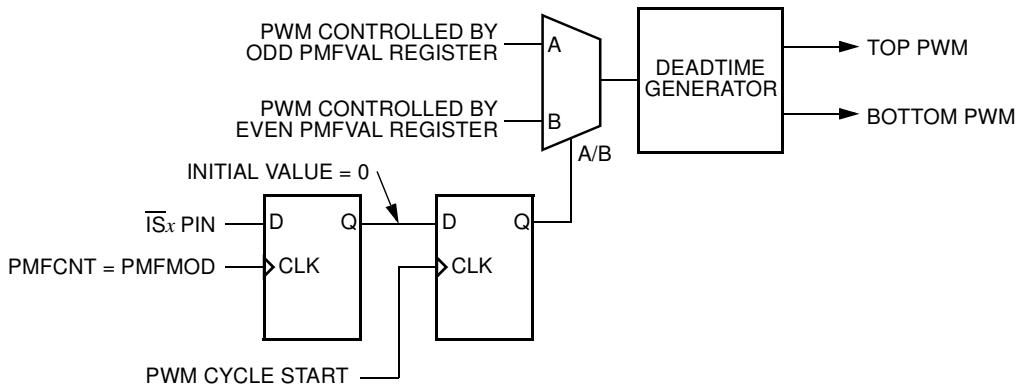 PWM CONTROLLED BY
ODD PMFVAL REGISTER
A
DEADTIME
GENERATOR
TOP PWM
PWM CONTROLLED BY
EVEN PMFVAL REGISTER
B
BOTTOM PWM
A/B
INITIAL VALUE = 0
I̅S̅x PIN
D
Q
D
Q
PMFCNT = PMFMOD
CLK
CLK
PWM CYCLE START